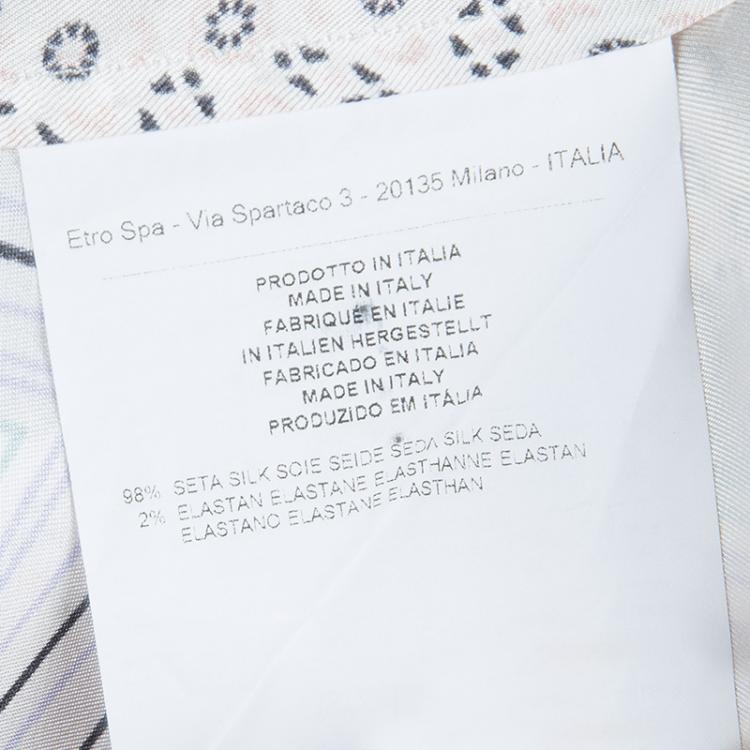 Etro Spa - Via Spartaco 3 - 20135 Milano - ITALIA
PRODOTTO IN ITALIA
MADE IN ITALY
FABRIQUÉ EN ITALIE
IN ITALIEN HERGESTELLT
FABRICADO EN ITALIA
MADE IN ITALY
PRODUZIDO EM ITÁLIA
98% SETA SILK SOIE SEIDE SEDA SILK SEDA
2% ELASTAN ELASTANE ELASTHANNE ELASTAN
ELASTANO ELASTANE ELASTHAN